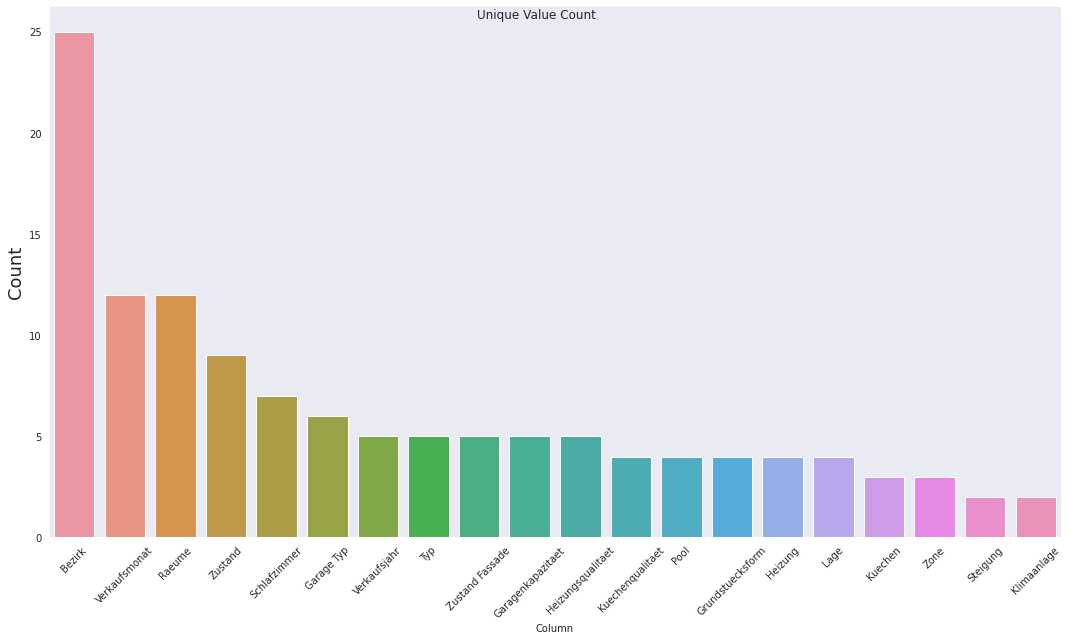 Unique Value Count
Count
25
20
15
10
5
0
Bezirk
Verkaufsmonat
Raeume
Zustand
Schlafzimmer
Garage Typ
Verkaufsjahr
Typ
Zustand Fassade
Garagenkapazitaet
Heizungsqualitaet
Kuechenqualitaet
Pool
Grundstuecksform
Heizung
Lage
Kuechen
Zone
Steigung
Klimaanlage
Column